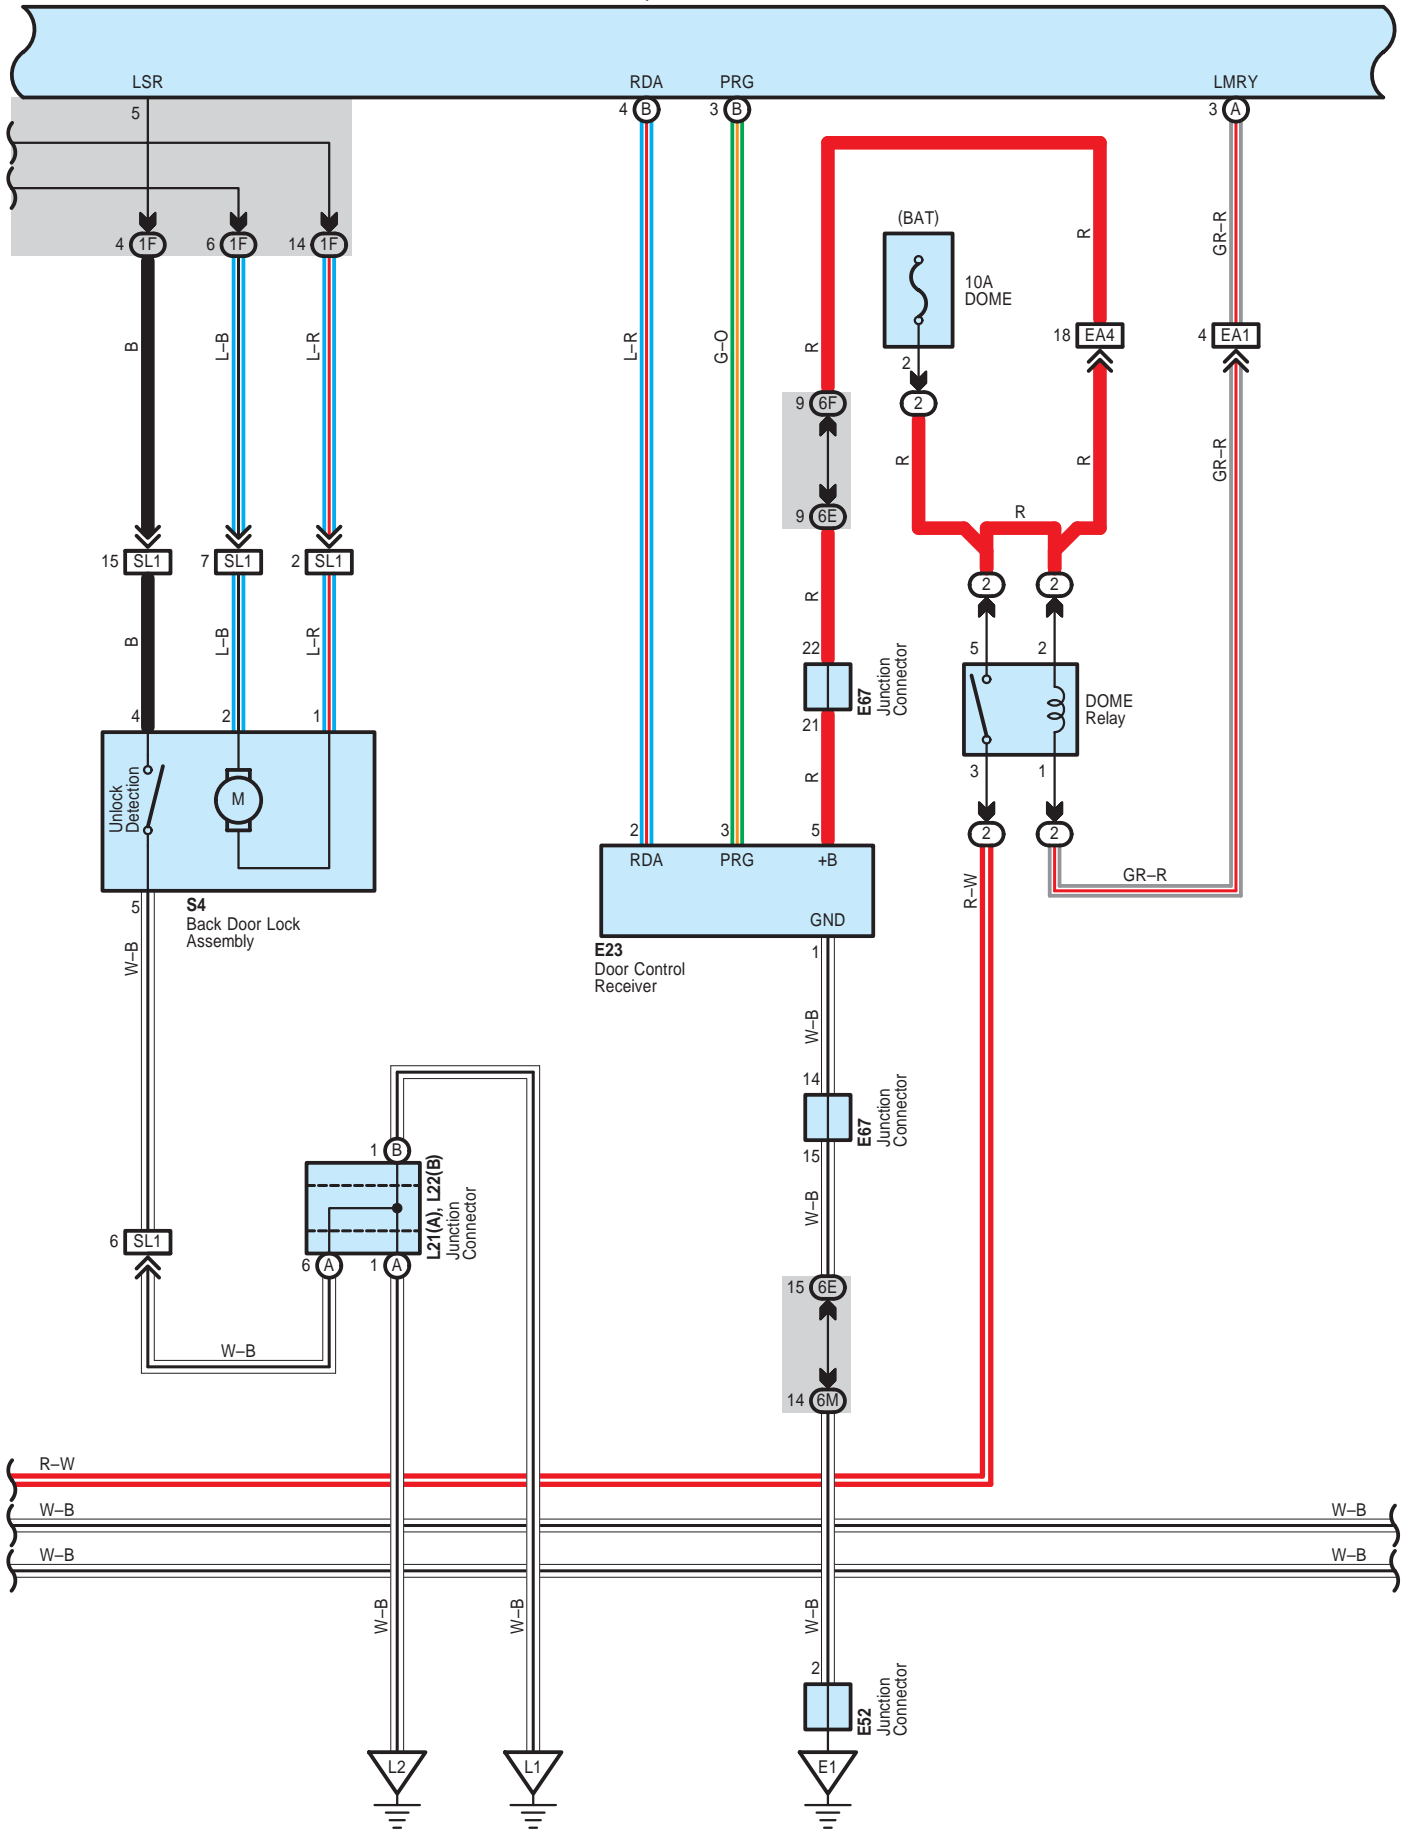 LSR
RDA
PRG
LMRY
5
4 B
3 B
3 A
4 1F
6 1F
14 1F
(BAT)
10A
DOME
R
GR–R
B
L–B
L–R
L–R
G–O
R
18 EA4
4 EA1
2
9 6F
2
R
R
GR–R
9 6E
R
15 SL1
7 SL1
2 SL1
2
2
B
L–B
L–R
R
22
5
2
E67
Junction
Connector
DOME
Relay
4
2
1
21
R
3
1
Unlock
Detection
M
2
3
5
2
2
RDA
PRG
+B
GND
R–W
GR–R
5
S4
Back Door Lock
Assembly
W–B
E23
Door Control
Receiver
1
W–B
14
E67
Junction
Connector
15
1 B
L21(A), L22(B)
Junction
Connector
W–B
6 SL1
6 A
1 A
15 6E
W–B
14 6M
R–W
W–B
W–B
W–B
W–B
W–B
W–B
W–B
2
E52
Junction
Connector
L2
L1
E1